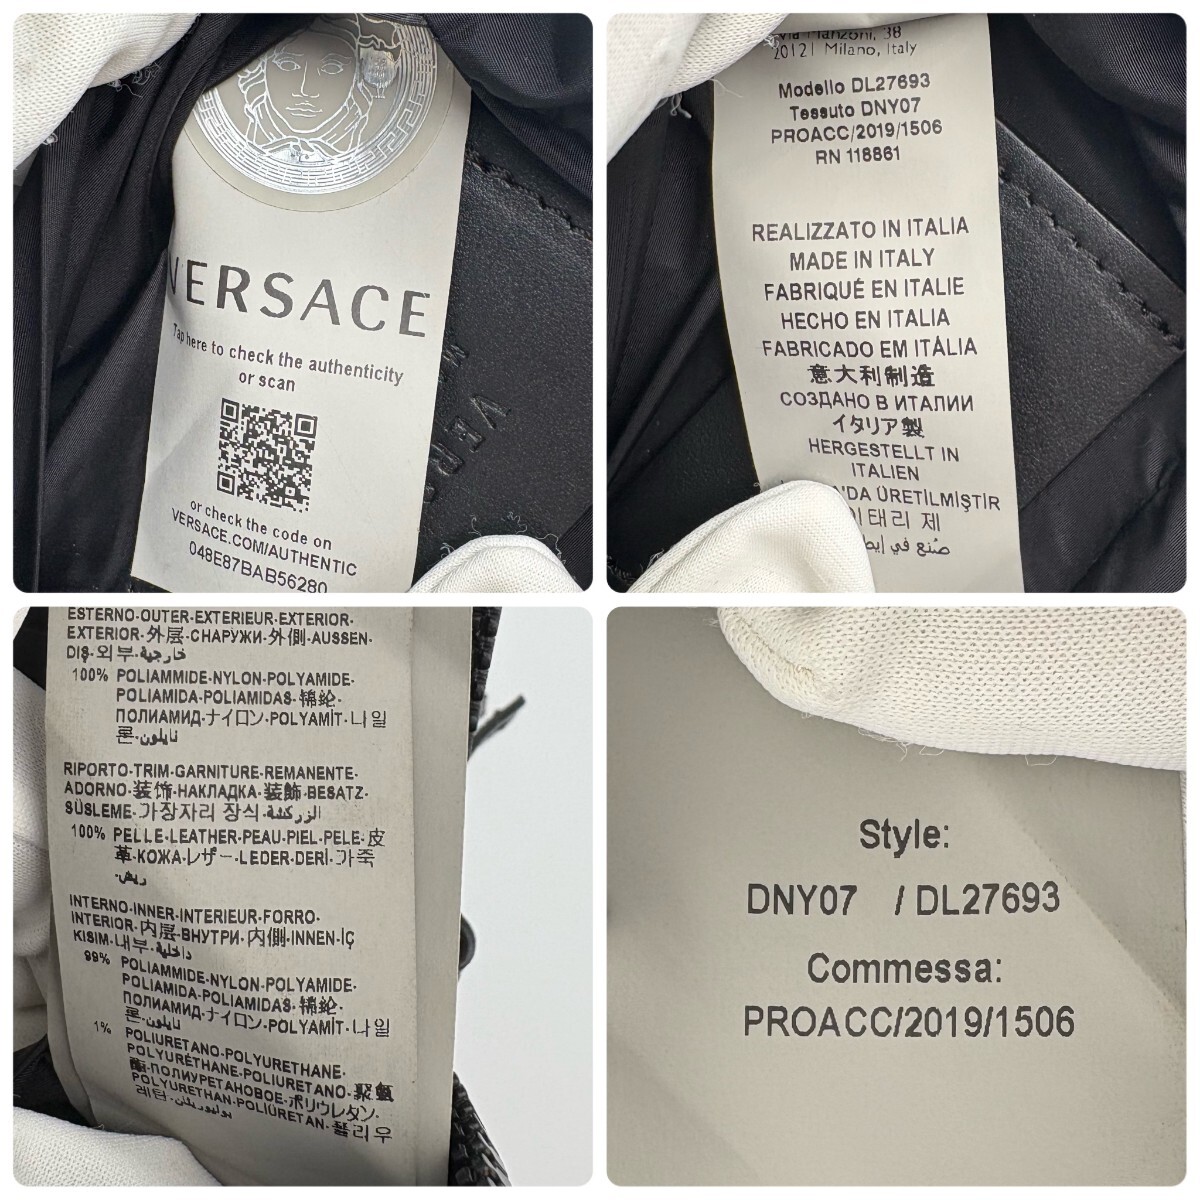 VERSACE
Tap here to check the authenticity
or scan
or check the code on
VERSACE.COM/AUTHENTIC
048E87BAB56280
VERS
Via Manzoni, 38
20121 Milano, Italy
Modello DL27693
Tessuto DNY07
PROACC/2019/1506
RN 118861
REALIZZATO IN ITALIA
MADE IN ITALY
FABRIQUÉ EN ITALIE
HECHO EN ITALIA
FABRICADO EM ITÁLIA
意大利制造
СОЗДАНО В ИТАЛИИ
イタリア製
HERGESTELLT IN
ITALIEN
NDA ÜRETİLMİŞTİR
이태리 제
صُنع في إيط
ESTERNO-OUTER-EXTERIEUR-EXTERIOR-
EXTERIOR-外层-СНАРУЖИ-外側-AUSSEN-
DIŞ-외부-خارجية
100% POLIAMMIDE-NYLON-POLYAMIDE-
POLIAMIDA-POLIAMIDAS-锦纶-
ПОЛИАМИД-ナイロン-POLYAMİT-나일
론-نايلون
RIPORTO-TRIM-GARNITURE-REMANENTE-
ADORNO-装饰-НАКЛАДКА-装飾-BESATZ-
SÜSLEME-가장자리 장식-الزركشة
100% PELLE-LEATHER-PEAU-PIEL-PELE-皮
革-КОЖА-レザー-LEDER-DERİ-가죽
-ريش
INTERNO-INNER-INTERIEUR-FORRO-
INTERIOR-内层-ВНУТРИ-内側-INNEN-İÇ
KISIM-내부-داخلية
99% POLIAMMIDE-NYLON-POLYAMIDE-
POLIAMIDA-POLIAMIDAS-锦纶-
ПОЛИАМИД-ナイロン-POLYAMİT-나일
론-نايلون
1% POLIURETANO-POLYURETHANE-
POLYURÉTHANE-POLIURETANO-聚氨
酯-ПОЛИУРЕТАНОВОЕ-ポリウレタン-
POLYURETHAN-POLİÜRETAN-폴리우
레탄-بوليوريثان
Style:
DNY07 / DL27693
Commessa:
PROACC/2019/1506